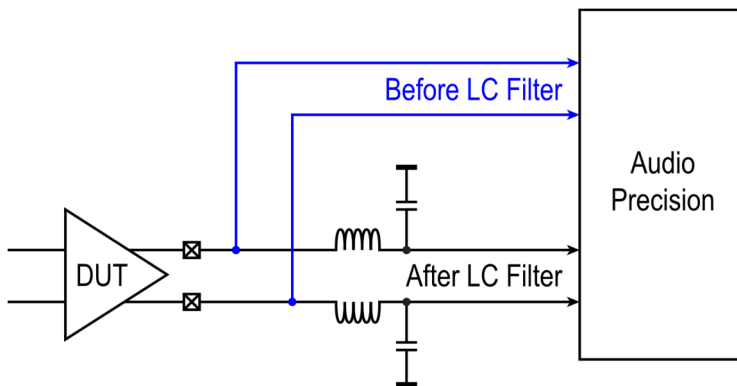 Before LC Filter
Audio
Precision
DUT
After LC Filter